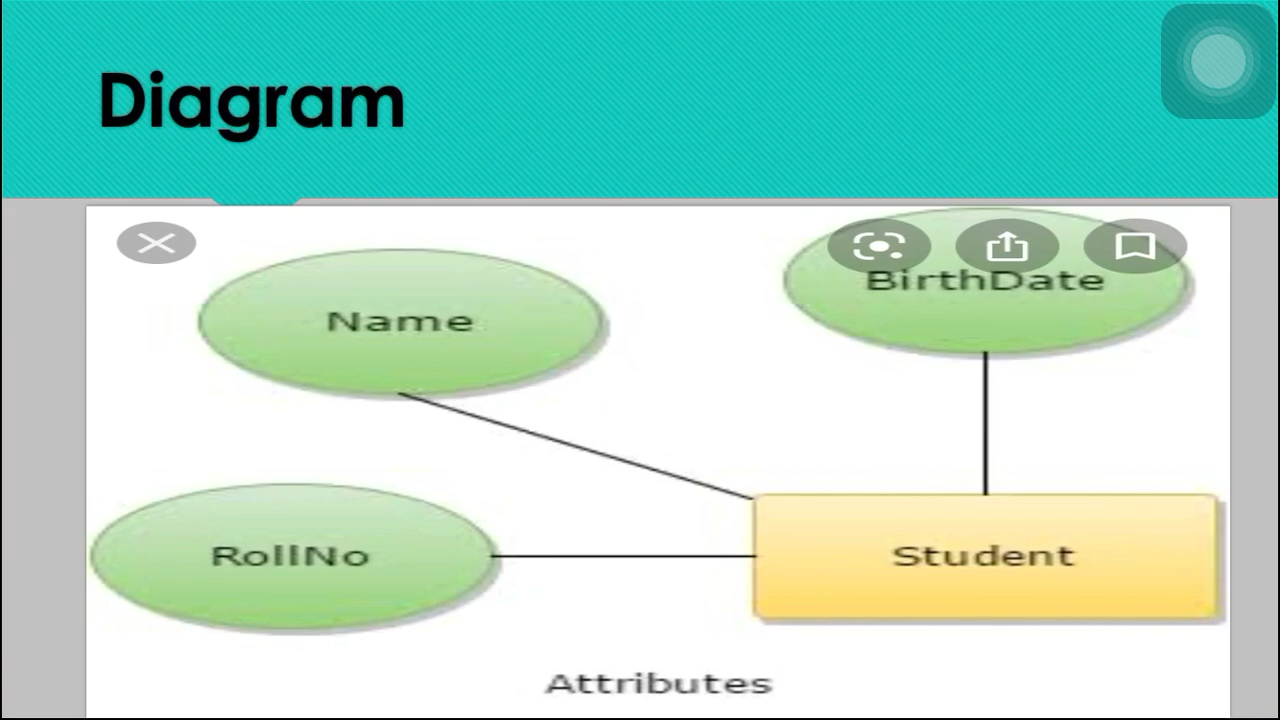 Diagram
Name
BirthDate
RollNo
Student
Attributes